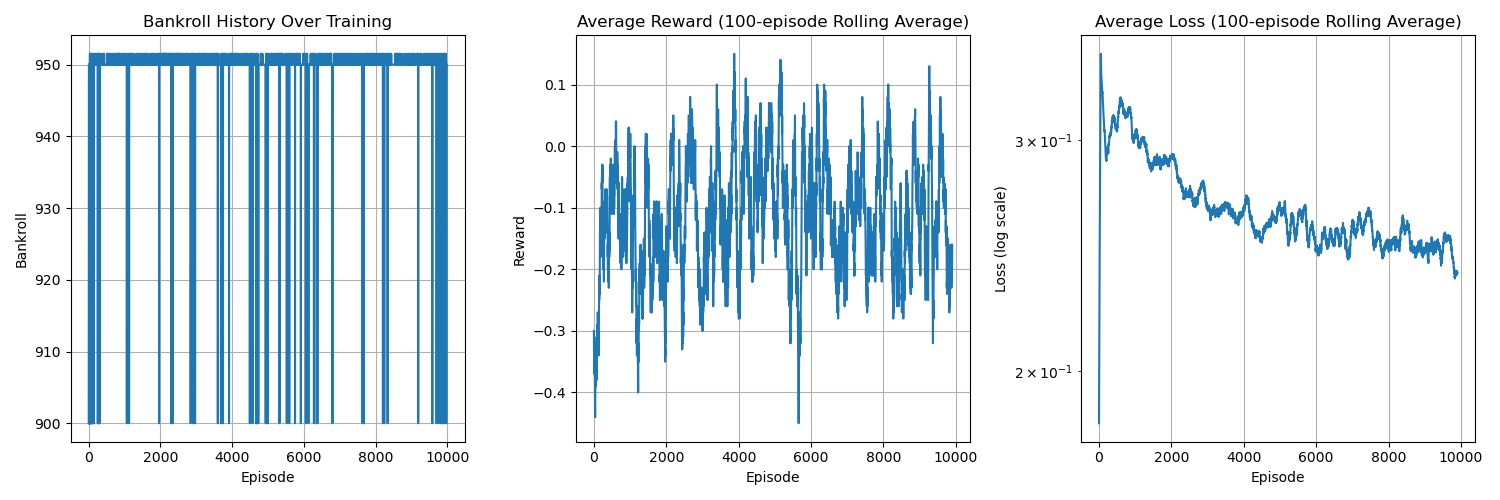 Bankroll History Over Training
Bankroll
950
940
930
920
910
900
0 2000 4000 6000 8000 10000
Episode
Average Reward (100-episode Rolling Average)
Reward
0.1
0.0
−0.1
−0.2
−0.3
−0.4
0 2000 4000 6000 8000 10000
Episode
Average Loss (100-episode Rolling Average)
Loss (log scale)
3 × 10⁻¹
2 × 10⁻¹
0 2000 4000 6000 8000 10000
Episode